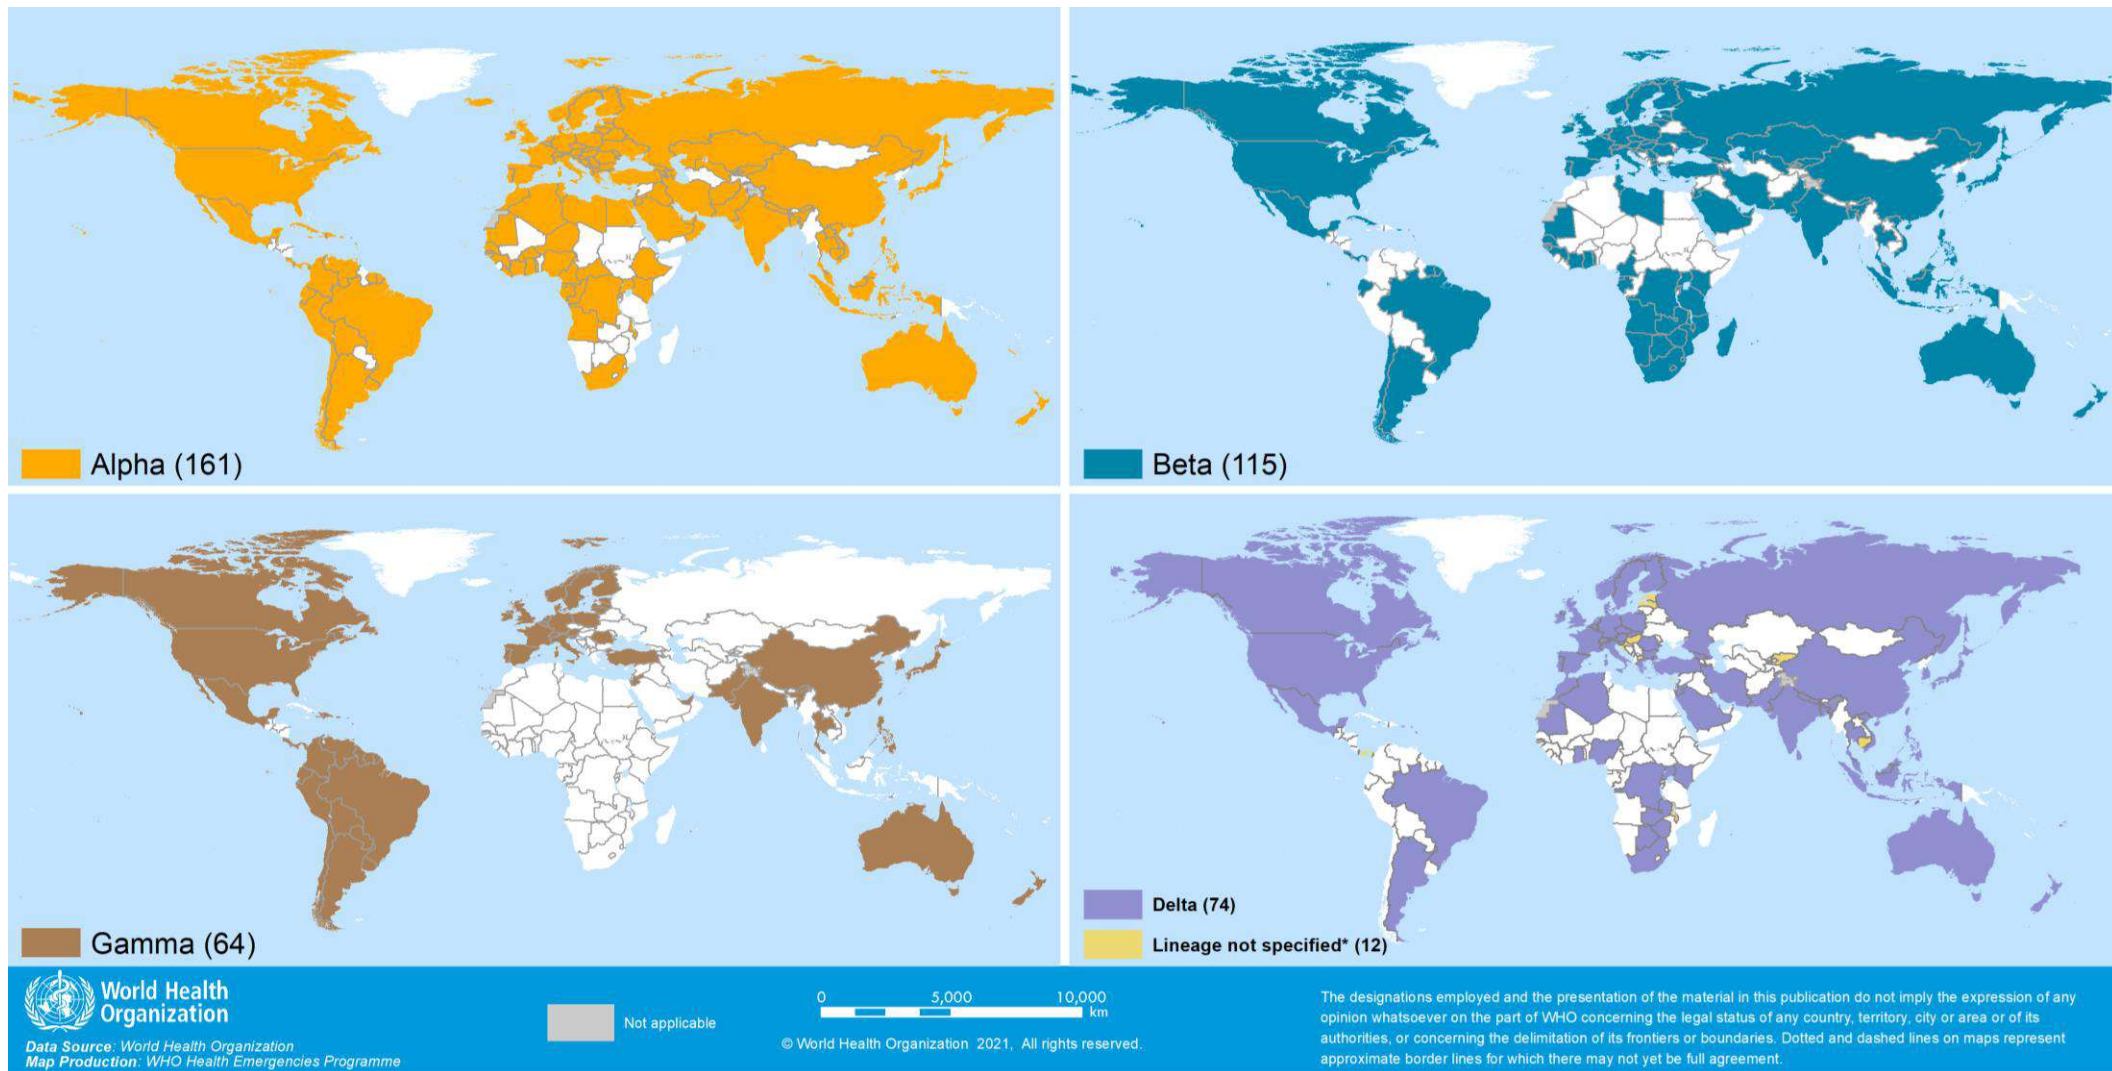 Alpha (161)
Beta (115)
Gamma (64)
Delta (74)
Lineage not specified* (12)
World Health
Organization
Data Source: World Health Organization
Map Production: WHO Health Emergencies Programme
Not applicable
0 5,000 10,000
km
© World Health Organization 2021, All rights reserved.
The designations employed and the presentation of the material in this publication do not imply the expression of any
opinion whatsoever on the part of WHO concerning the legal status of any country, territory, city or area or of its
authorities, or concerning the delimitation of its frontiers or boundaries. Dotted and dashed lines on maps represent
approximate border lines for which there may not yet be full agreement.